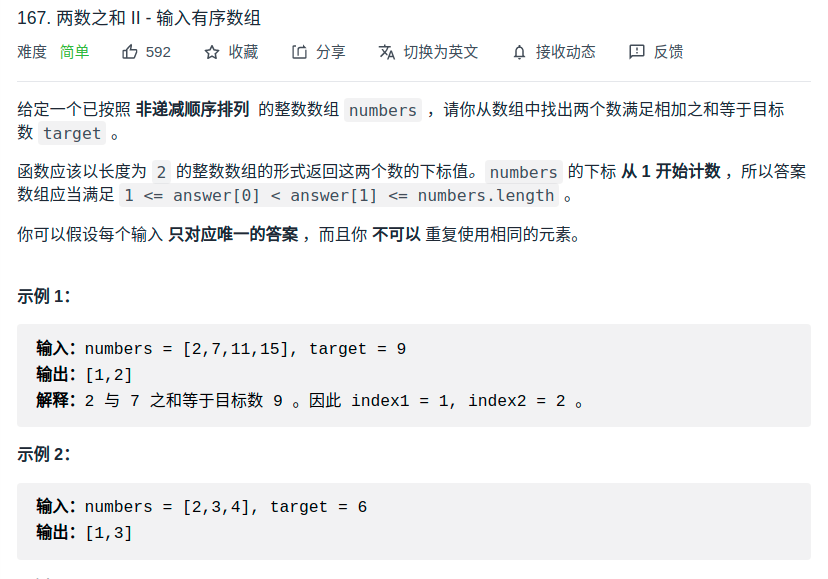 167. 两数之和 II - 输入有序数组
难度 简单 592 收藏 分享 切换为英文 接收动态 反馈
给定一个已按照 非递减顺序排列 的整数数组 numbers ，请你从数组中找出两个数满足相加之和等于目标
数 target 。
函数应该以长度为 2 的整数数组的形式返回这两个数的下标值。numbers 的下标 从 1 开始计数 ，所以答案
数组应当满足 1 <= answer[0] < answer[1] <= numbers.length 。
你可以假设每个输入 只对应唯一的答案 ，而且你 不可以 重复使用相同的元素。
示例 1：
输入：numbers = [2,7,11,15], target = 9
输出：[1,2]
解释：2 与 7 之和等于目标数 9 。因此 index1 = 1, index2 = 2 。
示例 2：
输入：numbers = [2,3,4], target = 6
输出：[1,3]